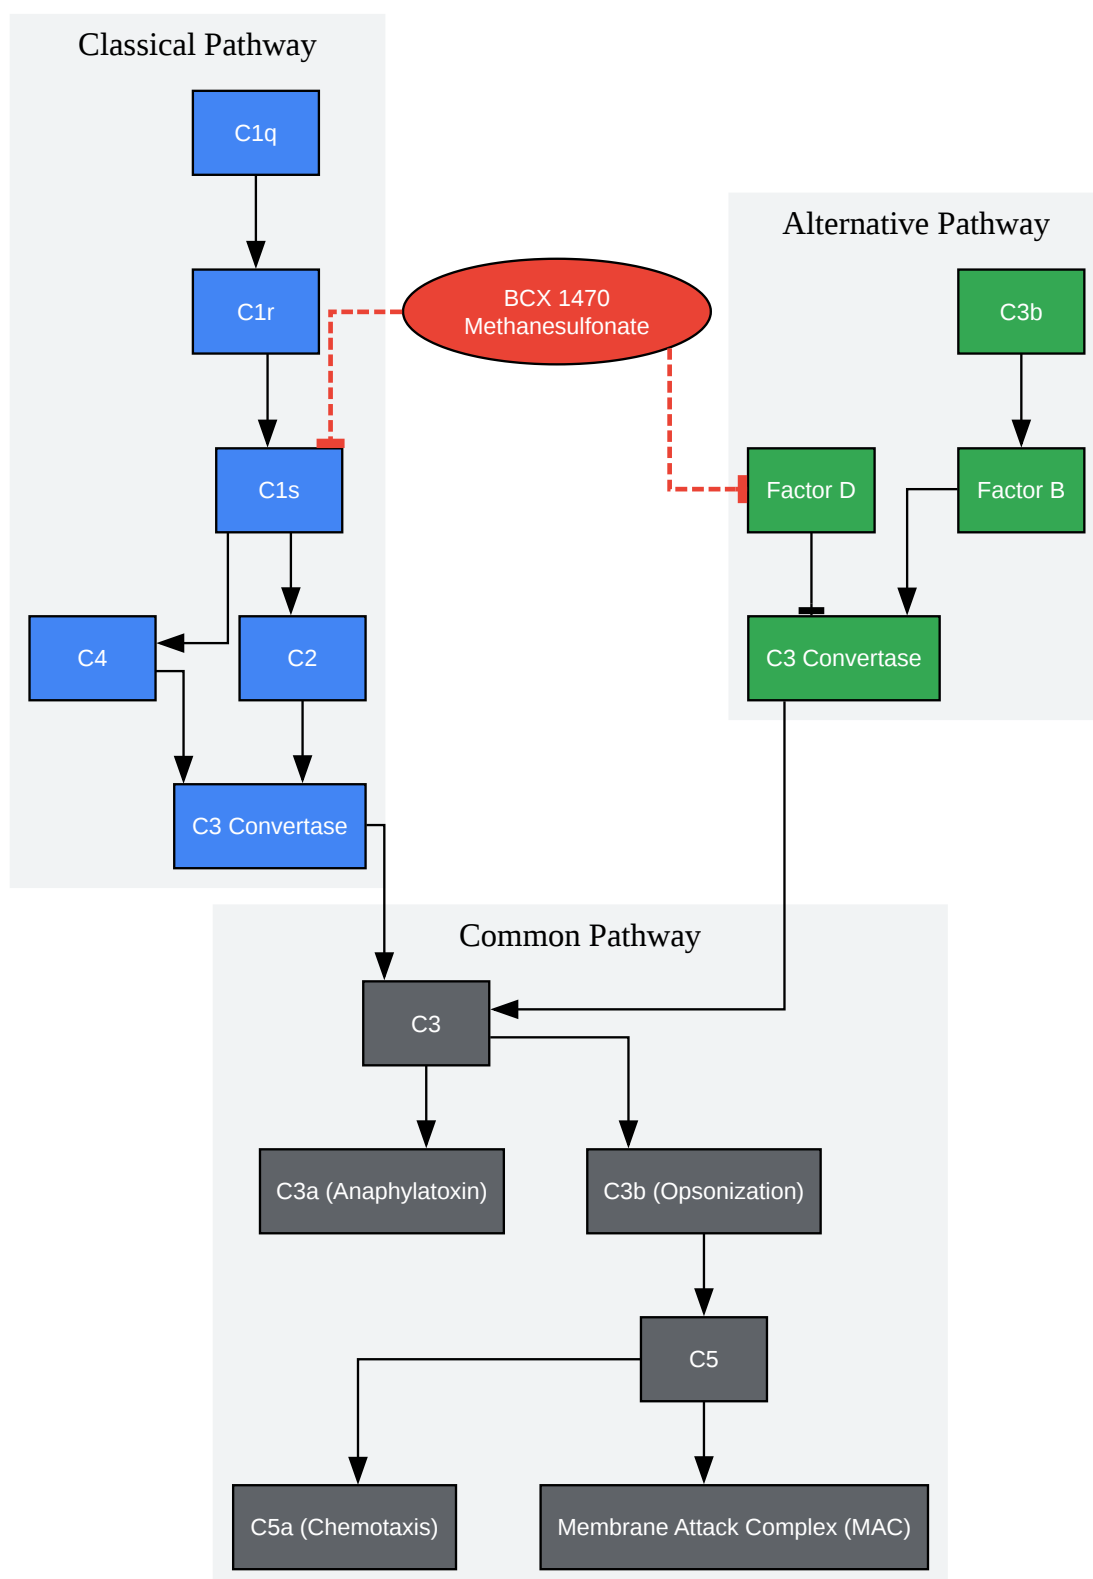 Classical Pathway
C1q
C1r
C1s
C4
C2
C3 Convertase
BCX 1470
Methanesulfonate
Alternative Pathway
C3b
Factor D
Factor B
C3 Convertase
Common Pathway
C3
C3a (Anaphylatoxin)
C3b (Opsonization)
C5
C5a (Chemotaxis)
Membrane Attack Complex (MAC)